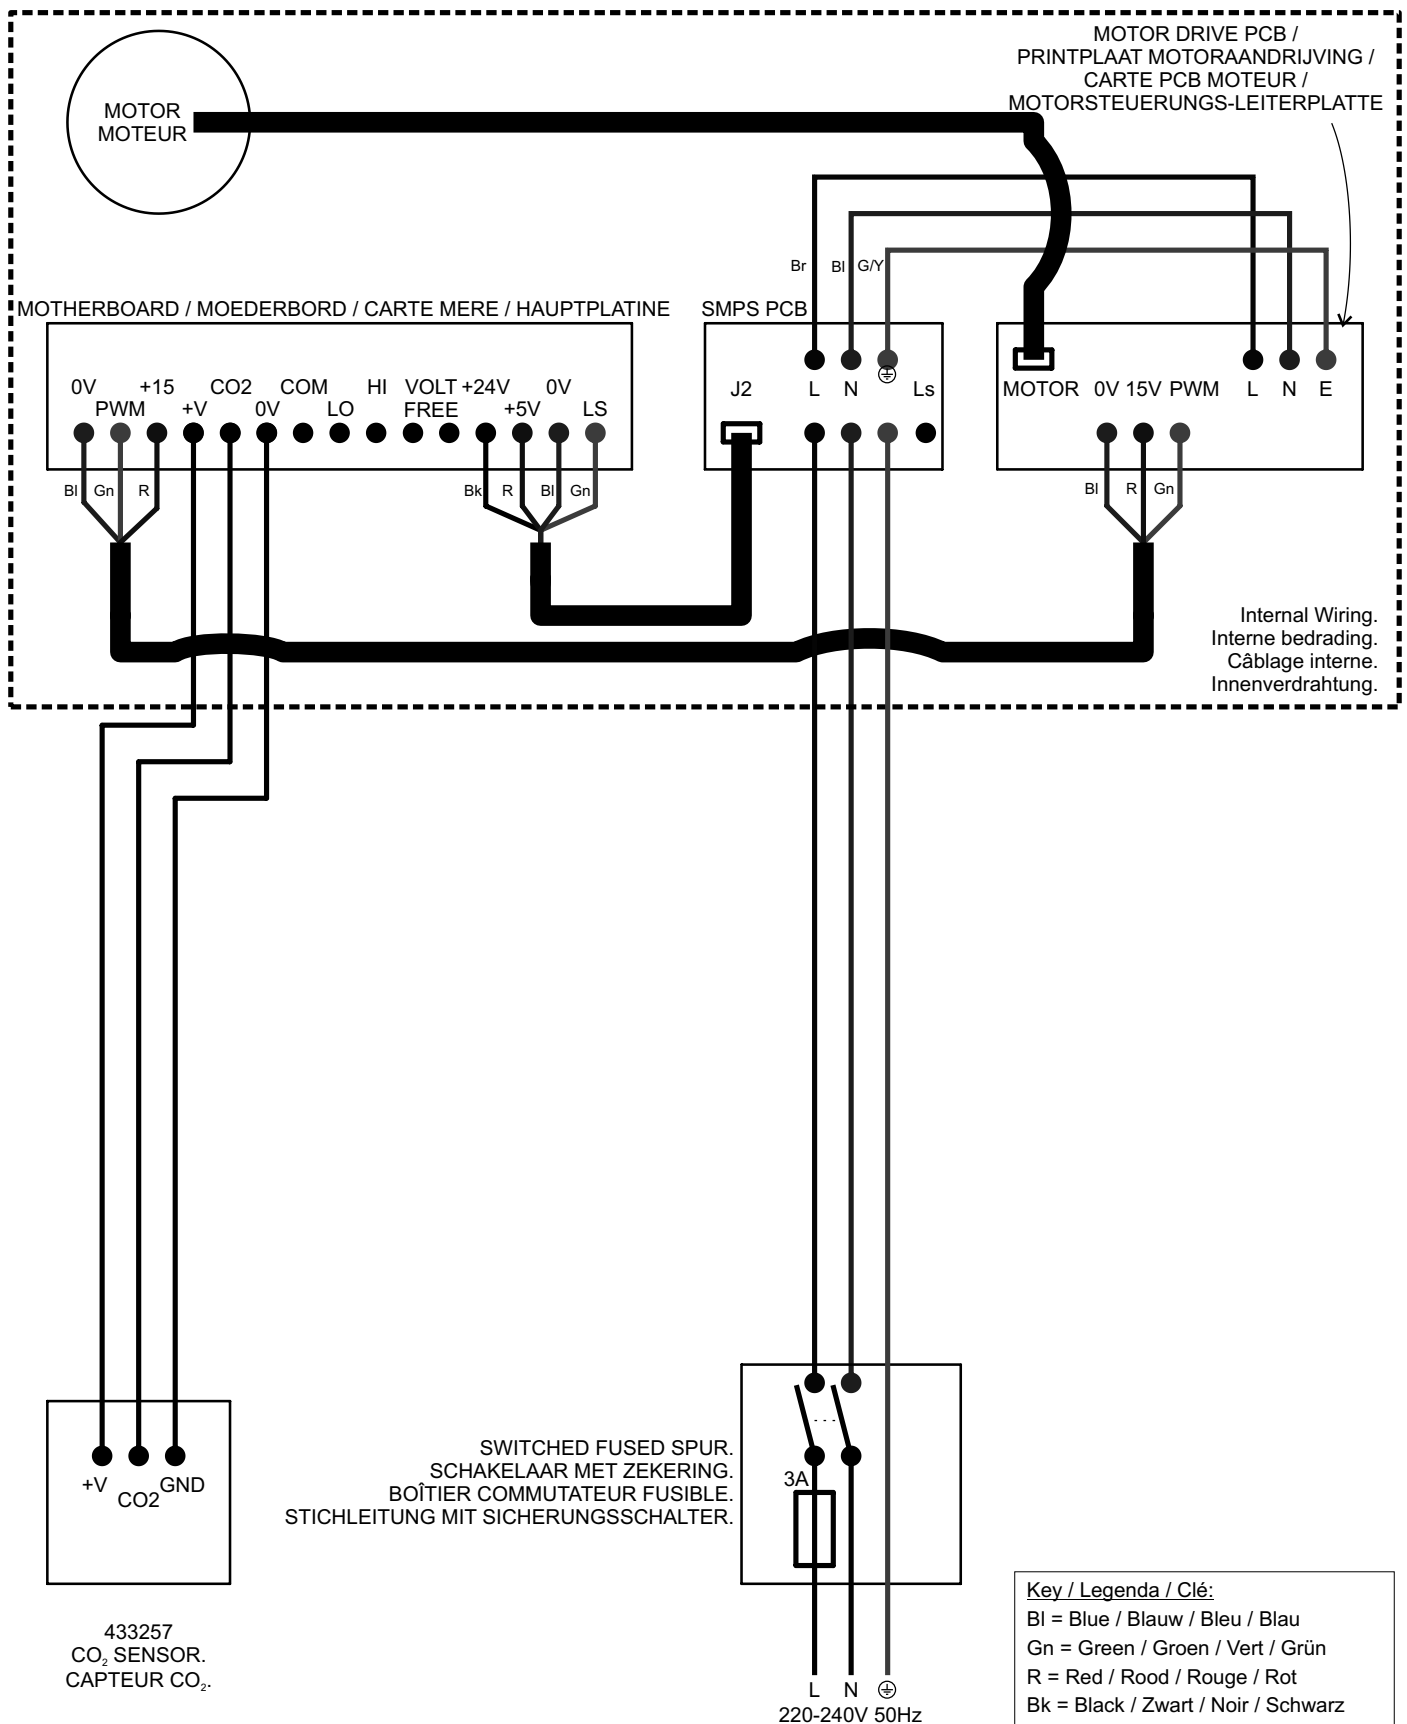 MOTOR DRIVE PCB /
PRINTPLAAT MOTORAANDRIJVING /
CARTE PCB MOTEUR /
MOTORSTEUERUNGS-LEITERPLATTE
MOTOR
MOTEUR
Br Bl G/Y
MOTHERBOARD / MOEDERBORD / CARTE MERE / HAUPTPLATINE
SMPS PCB
0V +15 CO2 COM HI VOLT +24V 0V
PWM +V 0V LO FREE +5V LS
J2 L N Ls
MOTOR 0V 15V PWM L N E
Bl Gn R
Bk R Bl Gn
Bl R Gn
Internal Wiring.
Interne bedrading.
Câblage interne.
Innenverdrahtung.
SWITCHED FUSED SPUR.
SCHAKELAAR MET ZEKERING.
BOÎTIER COMMUTATEUR FUSIBLE.
STICHLEITUNG MIT SICHERUNGSSCHALTER.
3A
+V CO2 GND
433257
CO₂ SENSOR.
CAPTEUR CO₂.
L N
220-240V 50Hz
Key / Legenda / Clé:
Bl = Blue / Blauw / Bleu / Blau
Gn = Green / Groen / Vert / Grün
R = Red / Rood / Rouge / Rot
Bk = Black / Zwart / Noir / Schwarz